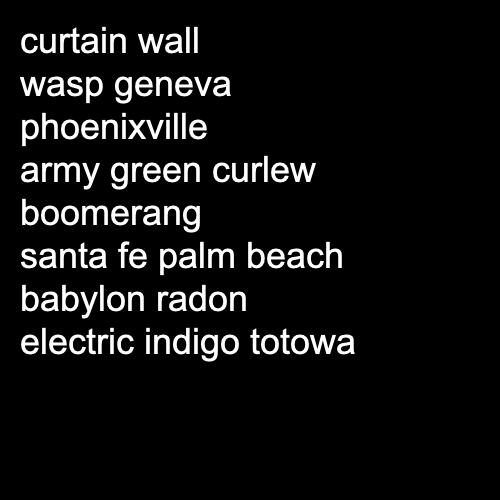 curtain wall
wasp geneva
phoenixville
army green curlew
boomerang
santa fe palm beach
babylon radon
electric indigo totowa